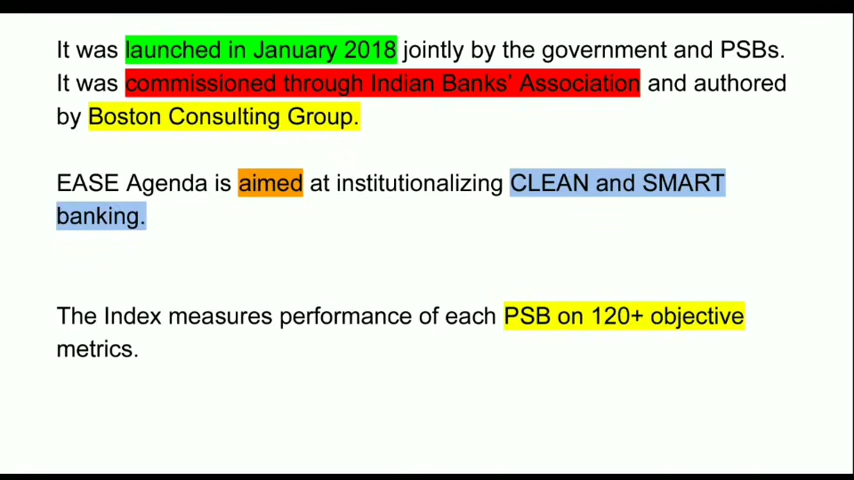 It was launched in January 2018 jointly by the government and PSBs.
It was commissioned through Indian Banks’ Association and authored
by Boston Consulting Group.
EASE Agenda is aimed at institutionalizing CLEAN and SMART
banking.
The Index measures performance of each PSB on 120+ objective
metrics.